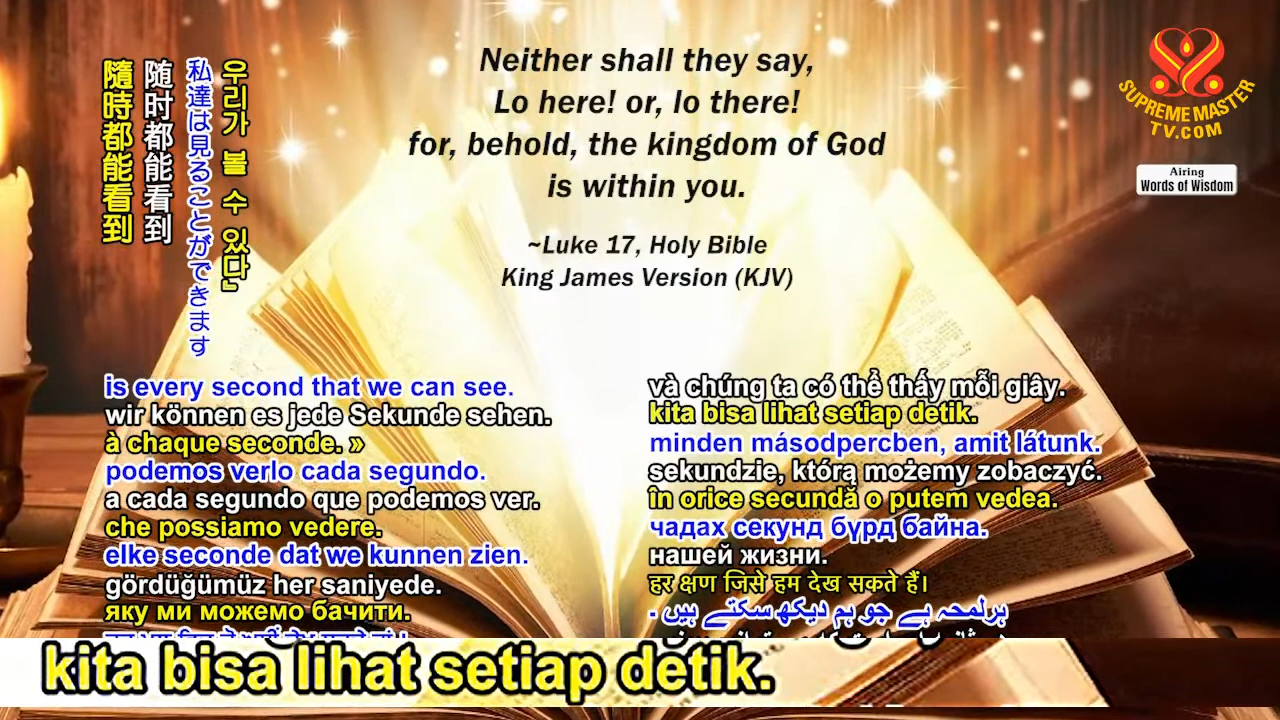 Neither shall they say,
Lo here! or, lo there!
for, behold, the kingdom of God
is within you.
~Luke 17, Holy Bible
King James Version (KJV)
SUPREME MASTER
TV.COM
Airing
Words of Wisdom
우리가 볼 수 있다』
私達は見ることができます
随时都能看到
隨時都能看到
is every second that we can see.
wir können es jede Sekunde sehen.
à chaque seconde. »
podemos verlo cada segundo.
a cada segundo que podemos ver.
che possiamo vedere.
elke seconde dat we kunnen zien.
gördüğümüz her saniyede.
яку ми можемо бачити.
và chúng ta có thể thấy mỗi giây.
kita bisa lihat setiap detik.
minden másodpercben, amit látunk.
sekundzie, którą możemy zobaczyć.
în orice secundă o putem vedea.
чадах секунд бүрд байна.
нашей жизни.
हर क्षण जिसे हम देख सकते हैं।
ہرلمحہ ہے جو ہم دیکھ سکتے ہیں ۔
kita bisa lihat setiap detik.